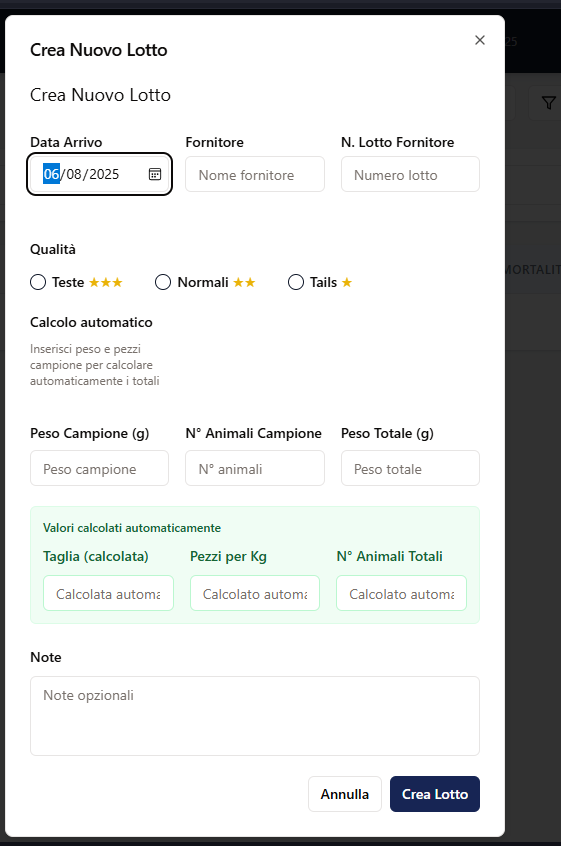 Crea Nuovo Lotto
25
Crea Nuovo Lotto
Data Arrivo
Fornitore
N. Lotto Fornitore
06/08/2025
Nome fornitore
Numero lotto
Qualità
MORTALIT
Teste ★★★
Normali ★★
Tails ★
Calcolo automatico
Inserisci peso e pezzi
campione per calcolare
automaticamente i totali
Peso Campione (g)
N° Animali Campione
Peso Totale (g)
Peso campione
N° animali
Peso totale
Valori calcolati automaticamente
Taglia (calcolata)
Pezzi per Kg
N° Animali Totali
Calcolata automa
Calcolato automa
Calcolato automa
Note
Note opzionali
Annulla
Crea Lotto